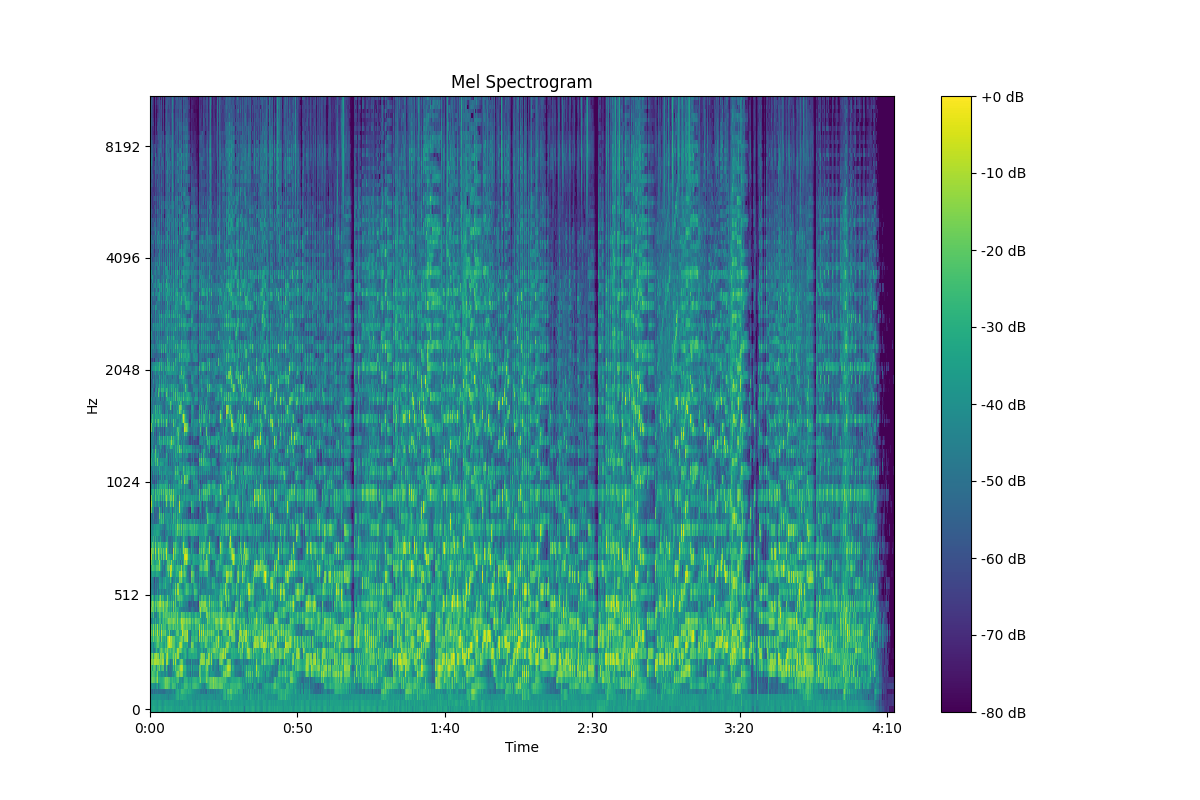 Mel Spectrogram
Hz
8192
4096
2048
1024
512
0
0:00 0:50 1:40 2:30 3:20 4:10
Time
+0 dB
-10 dB
-20 dB
-30 dB
-40 dB
-50 dB
-60 dB
-70 dB
-80 dB